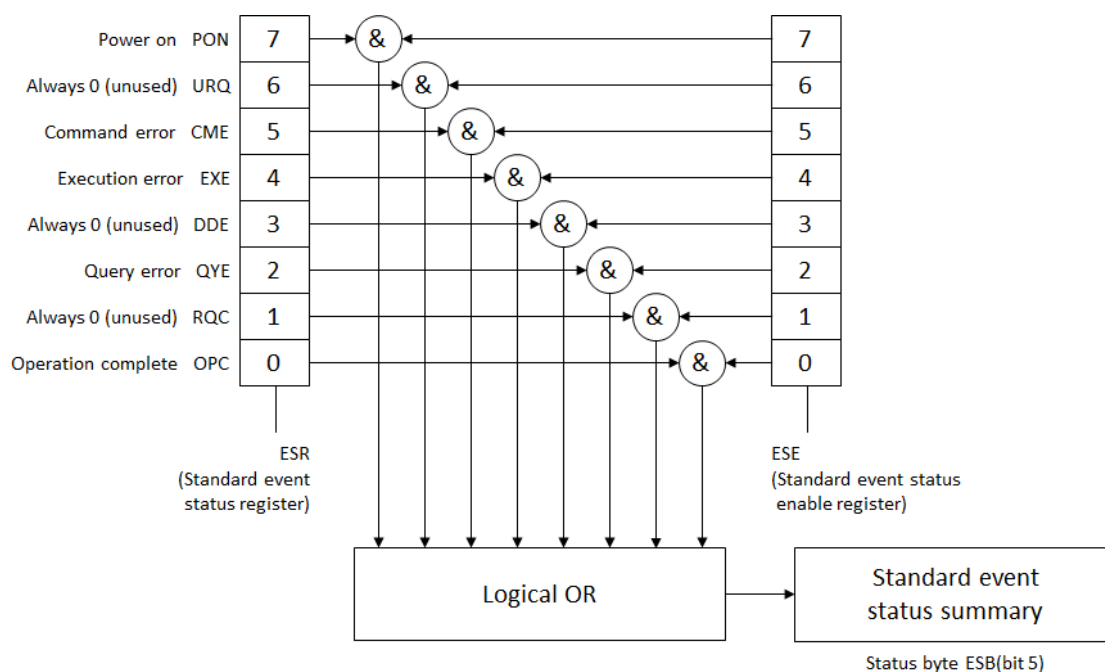 Power on PON 7 & 7
Always 0 (unused) URQ 6 & 6
Command error CME 5 & 5
Execution error EXE 4 & 4
Always 0 (unused) DDE 3 & 3
Query error QYE 2 & 2
Always 0 (unused) RQC 1 & 1
Operation complete OPC 0 & 0
ESR
(Standard event
status register)
ESE
(Standard event status
enable register)
Logical OR
Standard event
status summary
Status byte ESB(bit 5)